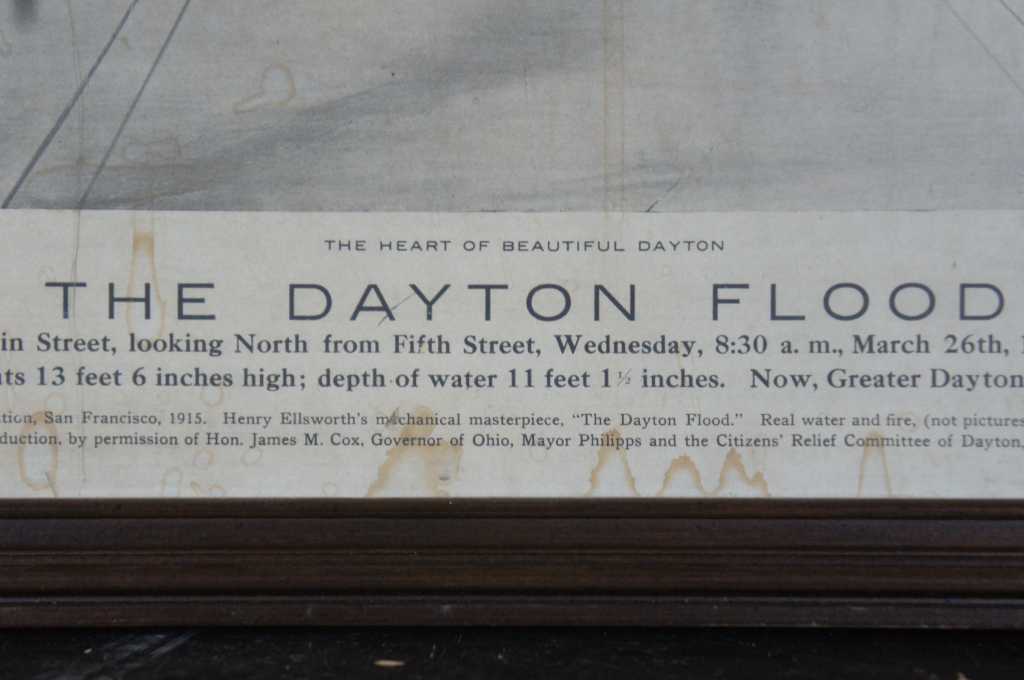 THE HEART OF BEAUTIFUL DAYTON
THE DAYTON FLOOD
in Street, looking North from Fifth Street, Wednesday, 8:30 a. m., March 26th,
ts 13 feet 6 inches high; depth of water 11 feet 1½ inches. Now, Greater Dayton
tion, San Francisco, 1915. Henry Ellsworth's mechanical masterpiece, "The Dayton Flood." Real water and fire, (not pictures
duction, by permission of Hon. James M. Cox, Governor of Ohio, Mayor Philipps and the Citizens' Relief Committee of Dayton,